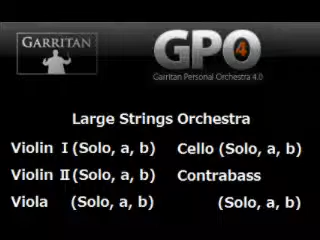 GARRITAN
GPO 4
Garritan Personal Orchestra 4.0
Large Strings Orchestra
Violin Ⅰ (Solo, a, b)
Violin Ⅱ (Solo, a, b)
Viola (Solo, a, b)
Cello (Solo, a, b)
Contrabass
(Solo, a, b)